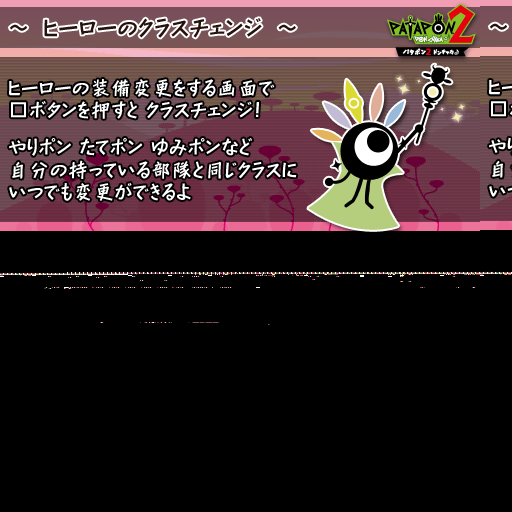 ～ ヒーローのクラスチェンジ ～
PATAPON 2
パタポン2 ドンチャカ♪
ヒーローの装備変更をする画面で
□ボタンを押すと クラスチェンジ!
やりポン たてポン ゆみポンなど
自分の持っている部隊と同じクラスに
いつでも変更ができるよ
～
ヒー
□ボ
やり
自分
いつ